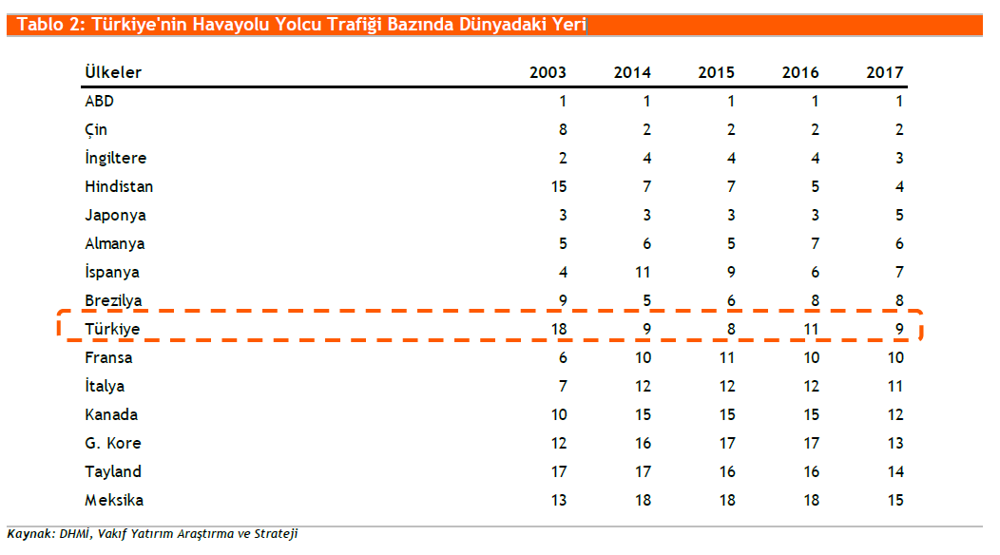 Tablo 2: Türkiye'nin Havayolu Yolcu Trafiği Bazında Dünyadaki Yeri
Ülkeler 2003 2014 2015 2016 2017
ABD 1 1 1 1 1
Çin 8 2 2 2 2
İngiltere 2 4 4 4 3
Hindistan 15 7 7 5 4
Japonya 3 3 3 3 5
Almanya 5 6 5 7 6
İspanya 4 11 9 6 7
Brezilya 9 5 6 8 8
Türkiye 18 9 8 11 9
Fransa 6 10 11 10 10
İtalya 7 12 12 12 11
Kanada 10 15 15 15 12
G. Kore 12 16 17 17 13
Tayland 17 17 16 16 14
Meksika 13 18 18 18 15
Kaynak: DHMİ, Vakıf Yatırım Araştırma ve Strateji